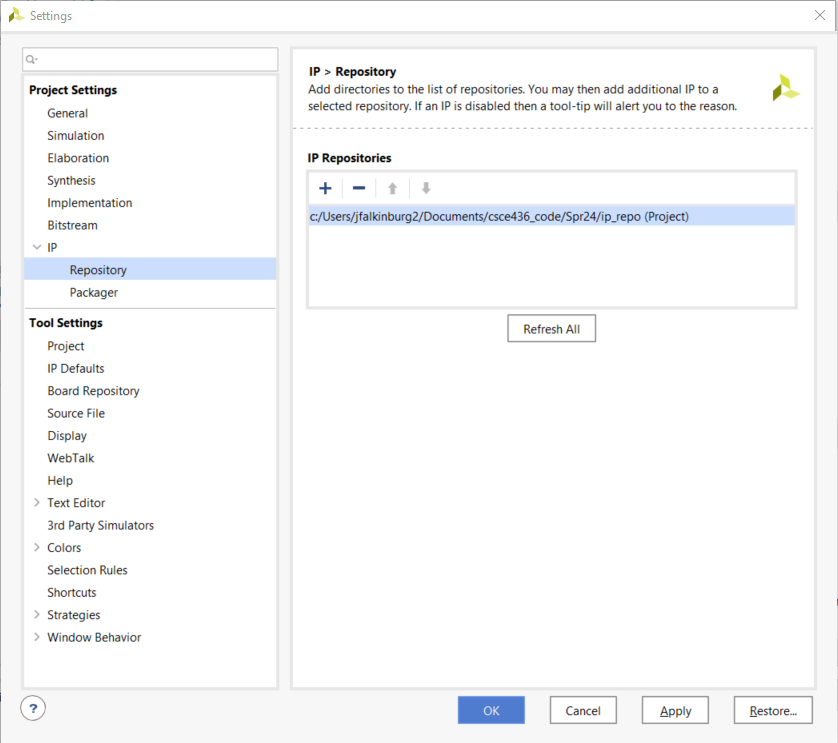 Settings
Project Settings
General
Simulation
Elaboration
Synthesis
Implementation
Bitstream
IP
Repository
Packager
Tool Settings
Project
IP Defaults
Board Repository
Source File
Display
WebTalk
Help
Text Editor
3rd Party Simulators
Colors
Selection Rules
Shortcuts
Strategies
Window Behavior
IP > Repository
Add directories to the list of repositories. You may then add additional IP to a
selected repository. If an IP is disabled then a tool-tip will alert you to the reason.
IP Repositories
c:/Users/jfalkinburg2/Documents/csce436_code/Spr24/ip_repo (Project)
Refresh All
?
OK
Cancel
Apply
Restore...